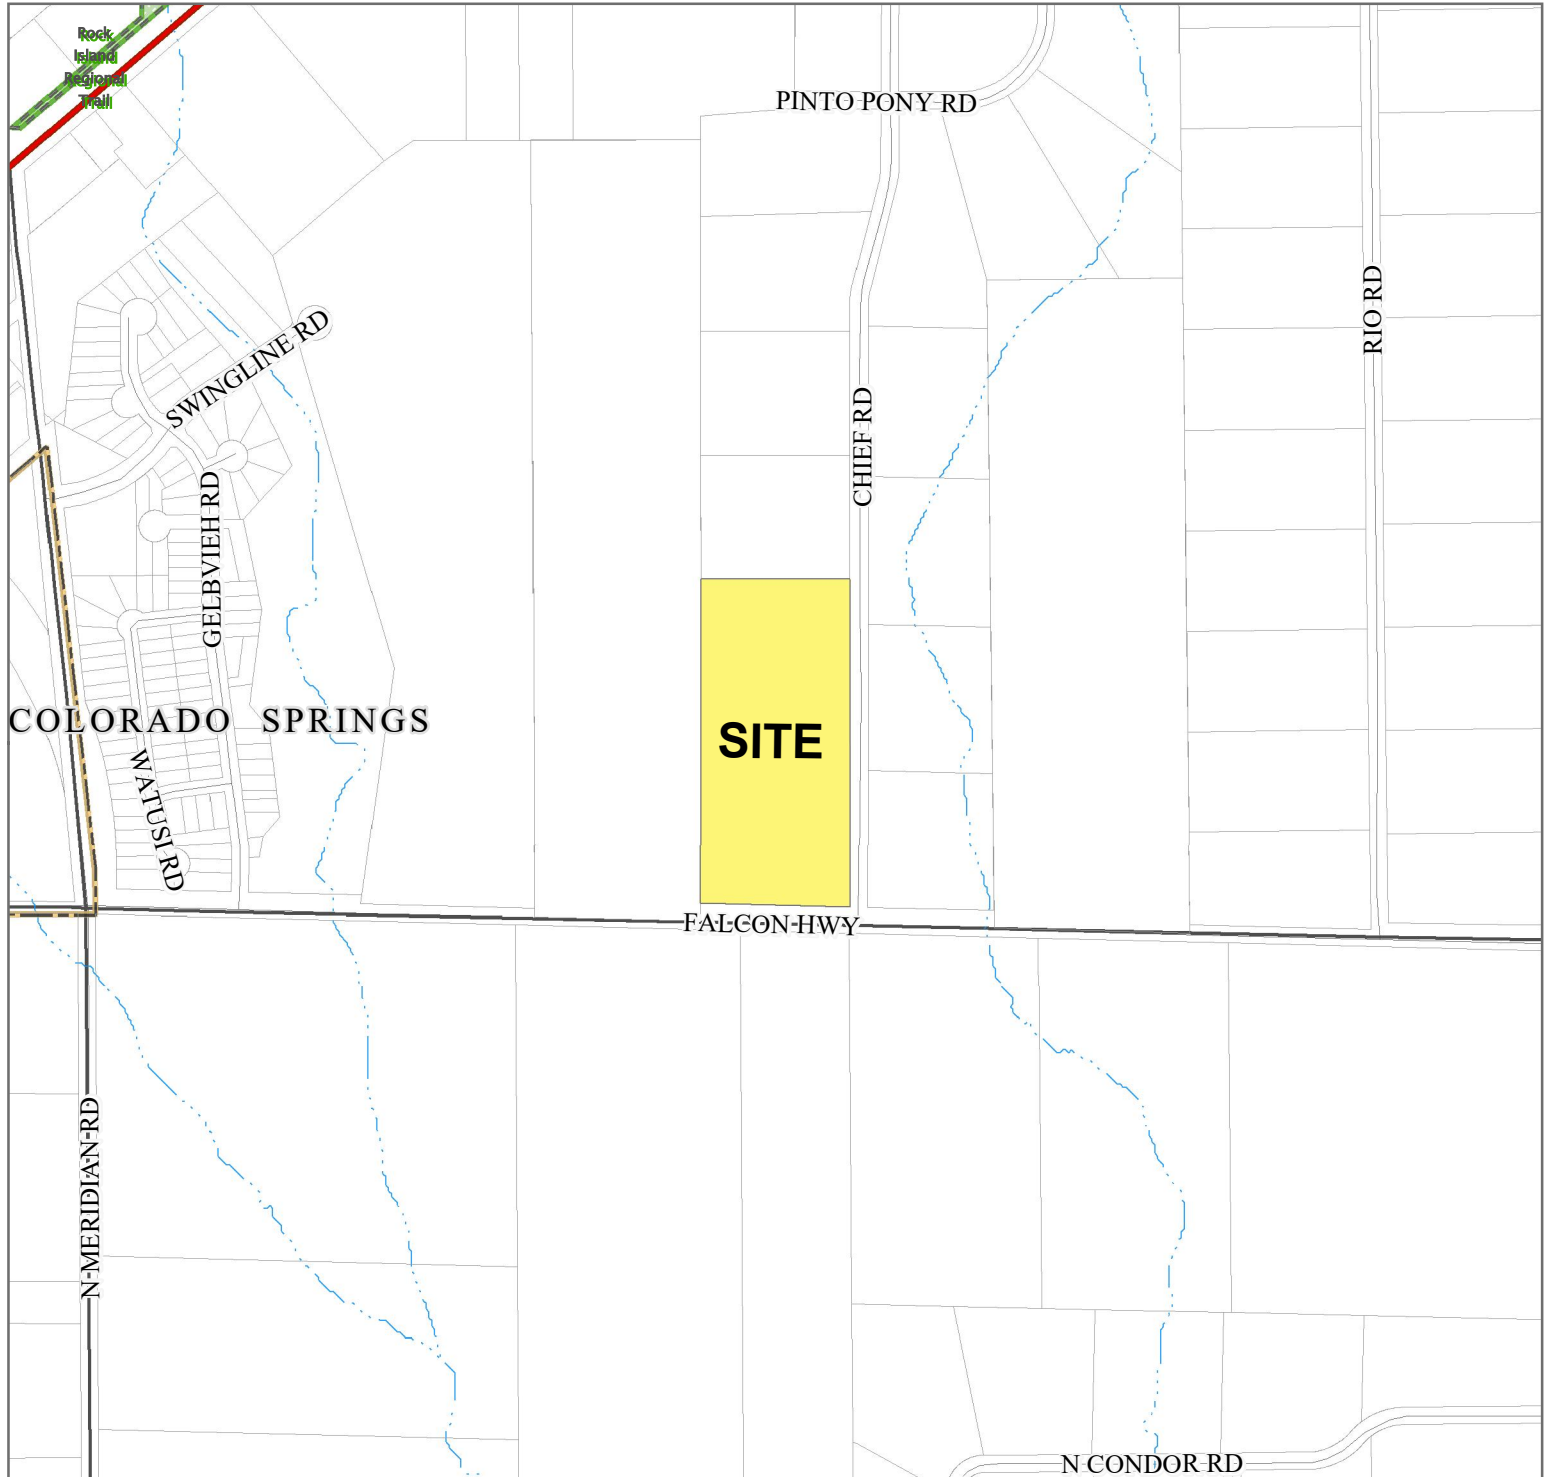 Rock
Island
Regional
Trail
PINTO PONY RD
RIO RD
SWINGLINE RD
CHIEF RD
GELBVIEH RD
COLORADO SPRINGS
SITE
WATUSI RD
FALCON HWY
N MERIDIAN RD
N CONDOR RD